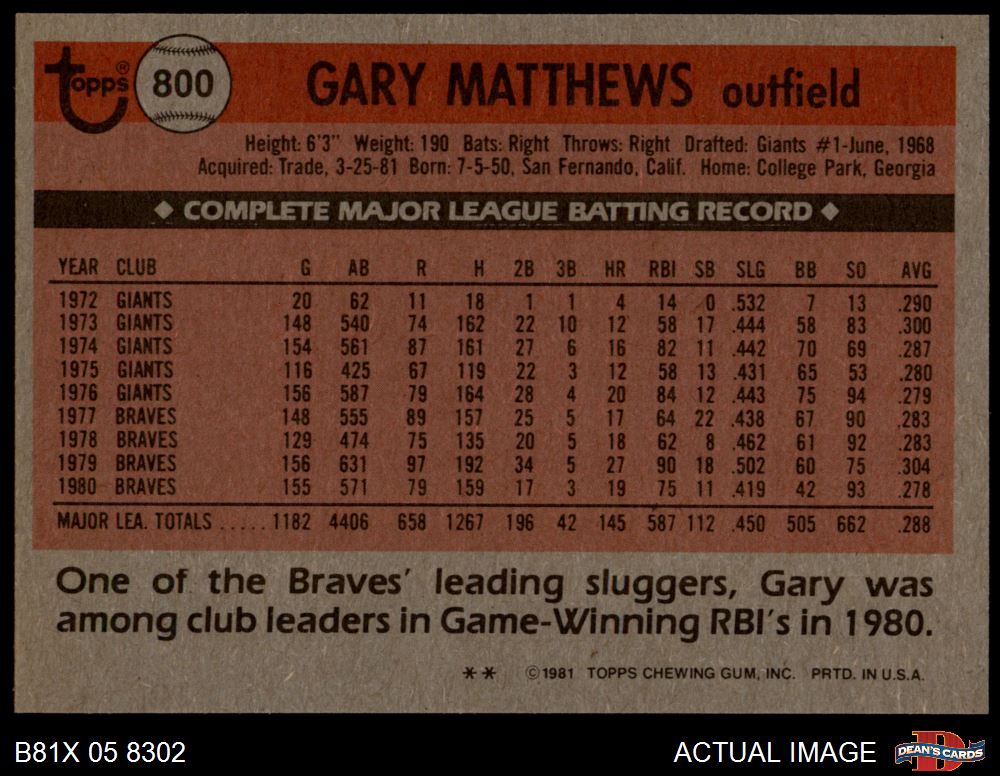 topps® 800 GARY MATTHEWS outfield
Height: 6'3" Weight: 190 Bats: Right Throws: Right Drafted: Giants #1-June, 1968
Acquired: Trade, 3-25-81 Born: 7-5-50, San Fernando, Calif. Home: College Park, Georgia
◆ COMPLETE MAJOR LEAGUE BATTING RECORD ◆
YEAR CLUB G AB R H 2B 3B HR RBI SB SLG BB SO AVG
1972 GIANTS 20 62 11 18 1 1 4 14 0 .532 7 13 .290
1973 GIANTS 148 540 74 162 22 10 12 58 17 .444 58 83 .300
1974 GIANTS 154 561 87 161 27 6 16 82 11 .442 70 69 .287
1975 GIANTS 116 425 67 119 22 3 12 58 13 .431 65 53 .280
1976 GIANTS 156 587 79 164 28 4 20 84 12 .443 75 94 .279
1977 BRAVES 148 555 89 157 25 5 17 64 22 .438 67 90 .283
1978 BRAVES 129 474 75 135 20 5 18 62 8 .462 61 92 .283
1979 BRAVES 156 631 97 192 34 5 27 90 18 .502 60 75 .304
1980 BRAVES 155 571 79 159 17 3 19 75 11 .419 42 93 .278
MAJOR LEA. TOTALS ..... 1182 4406 658 1267 196 42 145 587 112 .450 505 662 .288
One of the Braves' leading sluggers, Gary was
among club leaders in Game-Winning RBI's in 1980.
** ©1981 TOPPS CHEWING GUM, INC. PRTD. IN U.S.A.
B81X 05 8302 ACTUAL IMAGE DEAN'S CARDS